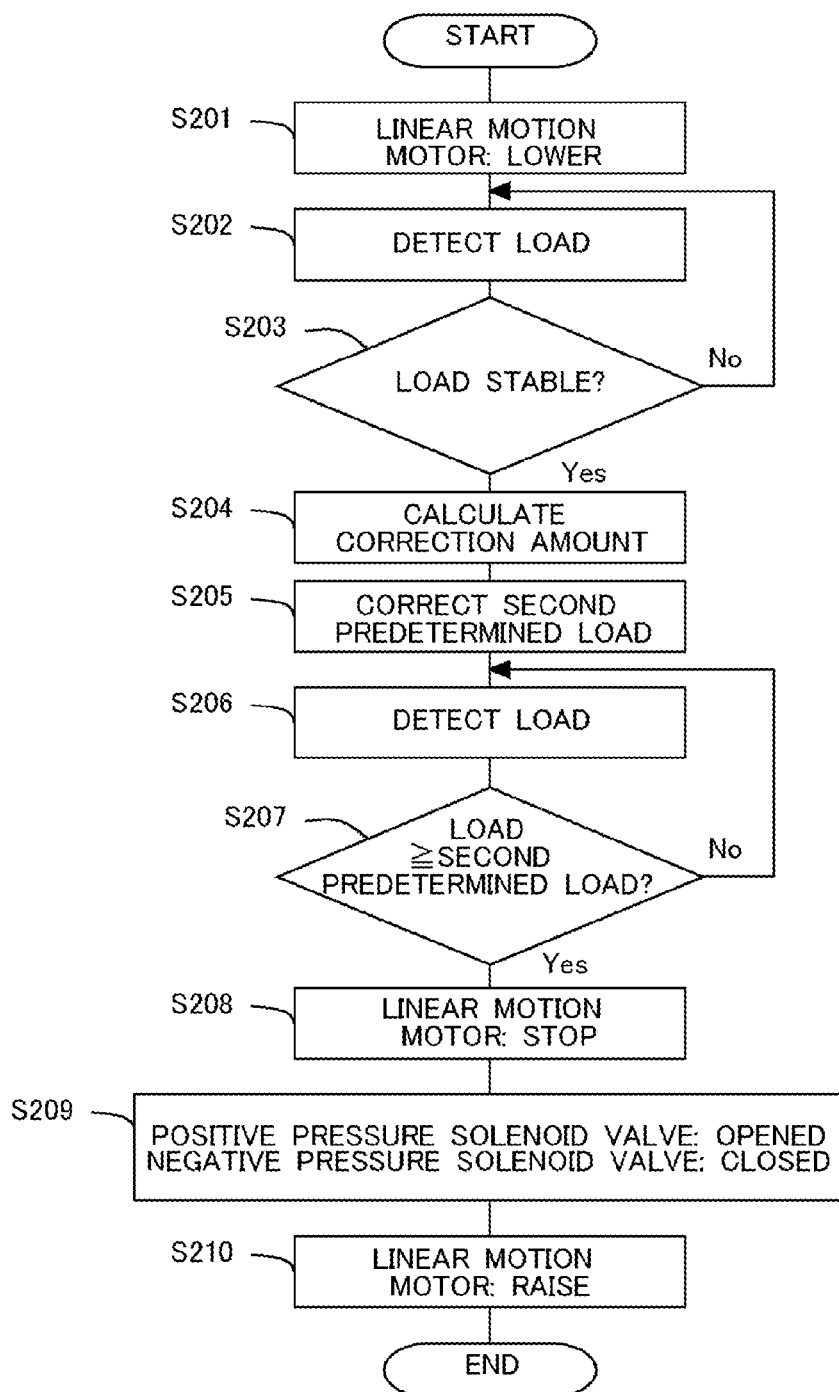 START
S201
LINEAR MOTION
MOTOR: LOWER
S202
DETECT LOAD
S203
LOAD STABLE?
No
Yes
S204
CALCULATE
CORRECTION AMOUNT
S205
CORRECT SECOND
PREDETERMINED LOAD
S206
DETECT LOAD
S207
LOAD
≧SECOND
PREDETERMINED LOAD?
No
Yes
S208
LINEAR MOTION
MOTOR: STOP
S209
POSITIVE PRESSURE SOLENOID VALVE: OPENED
NEGATIVE PRESSURE SOLENOID VALVE: CLOSED
S210
LINEAR MOTION
MOTOR: RAISE
END